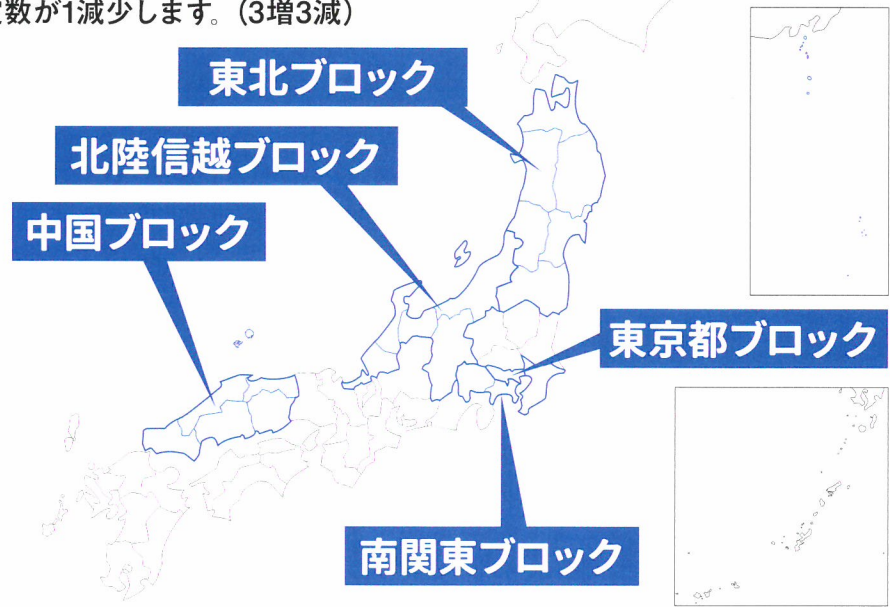 数が1減少します。(3増3減)
東北ブロック
北陸信越ブロック
中国ブロック
東京都ブロック
南関東ブロック